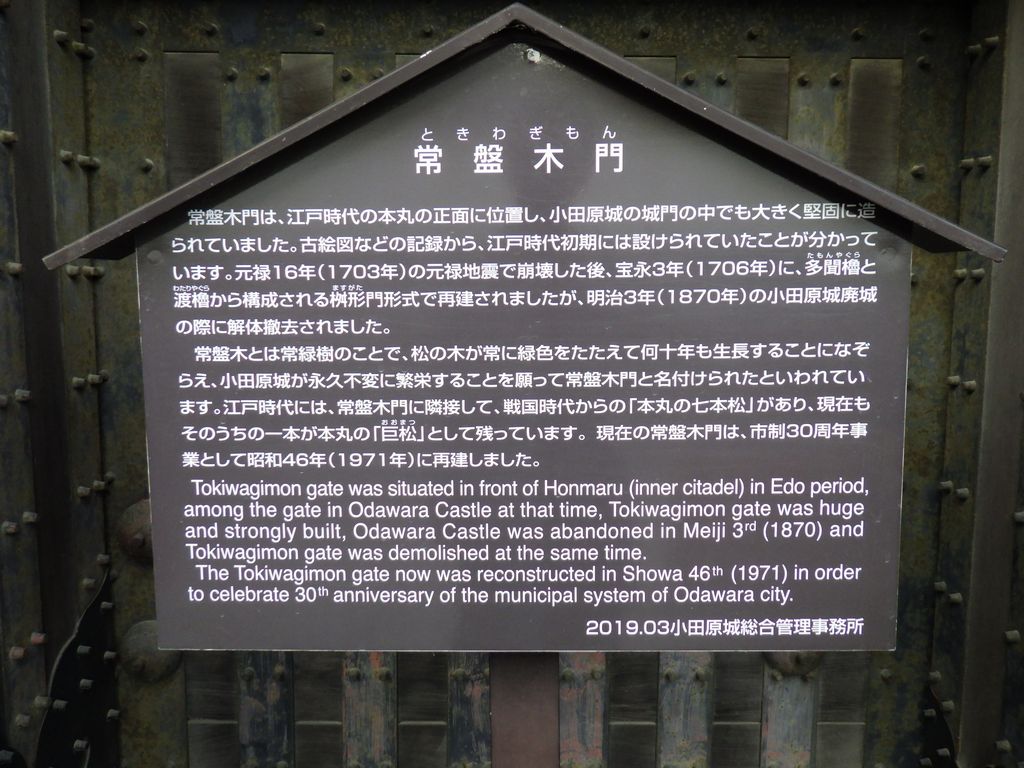 ときわぎもん
常盤木門
常盤木門は、江戸時代の本丸の正面に位置し、小田原城の城門の中でも大きく堅固に造
られていました。古絵図などの記録から、江戸時代初期には設けられていたことが分かって
います。元禄16年(1703年)の元禄地震で崩壊した後、宝永3年(1706年)に、多聞櫓と
渡櫓から構成される桝形門形式で再建されましたが、明治3年(1870年)の小田原城廃城
の際に解体撤去されました。
常盤木とは常緑樹のことで、松の木が常に緑色をたたえて何十年も生長することになぞ
らえ、小田原城が永久不変に繁栄することを願って常盤木門と名付けられたといわれてい
ます。江戸時代には、常盤木門に隣接して、戦国時代からの「本丸の七本松」があり、現在も
そのうちの一本が本丸の「巨松」として残っています。現在の常盤木門は、市制30周年事
業として昭和46年(1971年)に再建しました。
Tokiwagimon gate was situated in front of Honmaru (inner citadel) in Edo period,
among the gate in Odawara Castle at that time, Tokiwagimon gate was huge
and strongly built, Odawara Castle was abandoned in Meiji 3rd (1870) and
Tokiwagimon gate was demolished at the same time.
The Tokiwagimon gate now was reconstructed in Showa 46th (1971) in order
to celebrate 30th anniversary of the municipal system of Odawara city.
2019.03小田原城総合管理事務所